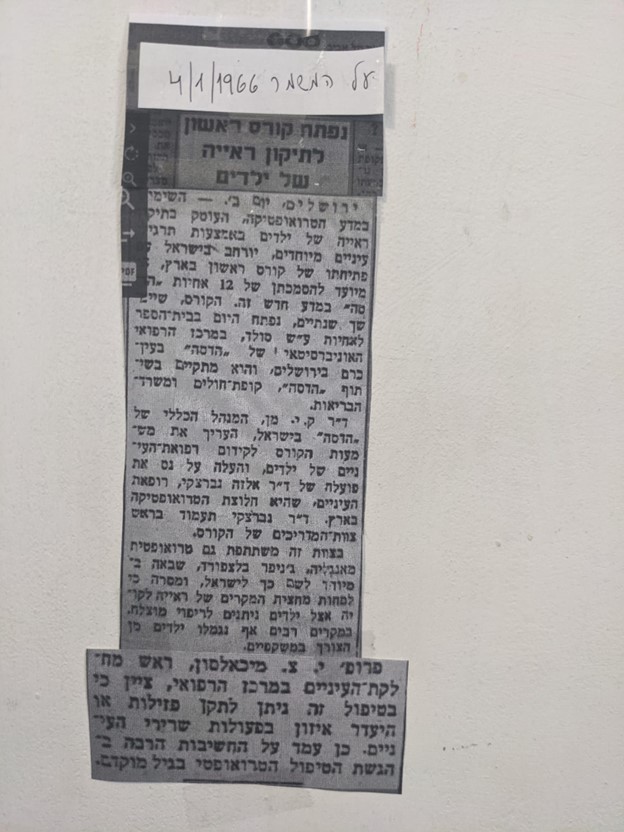 על המשמר 4/1/1966
נפתח קורס ראשון
לתיקון ראייה
של ילדים
ירושלים, יום ב'. — השימו
במדע הטרואופטיקה, העוסק בתיקו
ראייה של ילדים באמצעות תרגי
עיניים מיוחדים, יורחב בישראל ע
פתיחתו של קורס ראשון בארץ,
מיועד להסמכתן של 12 אחיות
סה" במדע חדש זה. הקורס, שיימ
שך שנתיים, נפתח היום בבית־הספר
לאחיות ע"ש סולד, במרכז הרפואי
האוניברסיטאי של „הדסה" בעין־
כרם בירושלים, והוא מתקיים בשי־
תוף „הדסה", קופת־חולים ומשרד־
הבריאות.
ד"ר ק. י. מן, המנהל הכללי של
„הדסה" בישראל, העריך את מש־
מעות הקורס לקידום רפואת־העי־
ניים של ילדים, והעלה על נס את
פועלה של ד"ר אלזה נברצקי, רופאה
העיניים, שהיא חלוצת הטרואופטיקה
בארץ. ד"ר נברצקי תעמוד בראש
צוות־המדריכים של הקורס.
בצוות זה משתתפת גם טרואופטית
מאנגליה, ג'ניפר בלצפורד, שבאה ב־
מיוחד לשם כך לישראל, ומסרה כי
לפחות מחצית המקרים של ראייה לקו־
יה אצל ילדים ניתנים לריפוי מוצלח.
במקרים רבים אף נגמלו ילדים מן
הצורך במשקפיים.
פרופ' י. צ. מיכאלסון, ראש מח־
לקת־העיניים במרכז הרפואי, ציין כי
בטיפול זה ניתן לתקן פזילות או
היעדר איזון בפעולות שרירי העי־
ניים. כן עמד על החשיבות הרבה ב־
הגשת הטיפול הטרואופטי בגיל מוקדם.